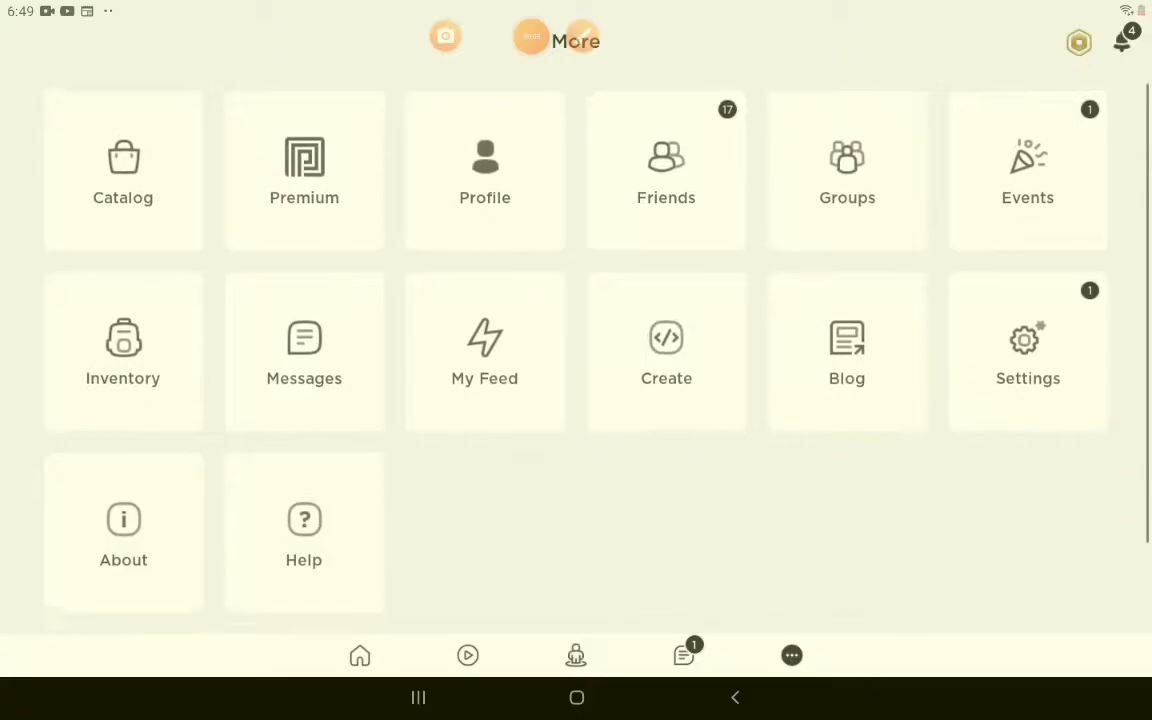 6:49
More
4
Catalog
Premium
Profile
17
Friends
Groups
1
Events
Inventory
Messages
My Feed
Create
Blog
1
Settings
About
Help
1